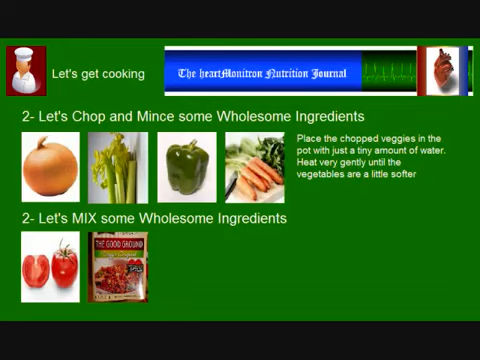 Let's get cooking
The heartMonitron Nutrition Journal
2- Let's Chop and Mince some Wholesome Ingredients
Place the chopped veggies in the
pot with just a tiny amount of water.
Heat very gently until the
vegetables are a little softer
2- Let's MIX some Wholesome Ingredients
THE GOOD GROUND